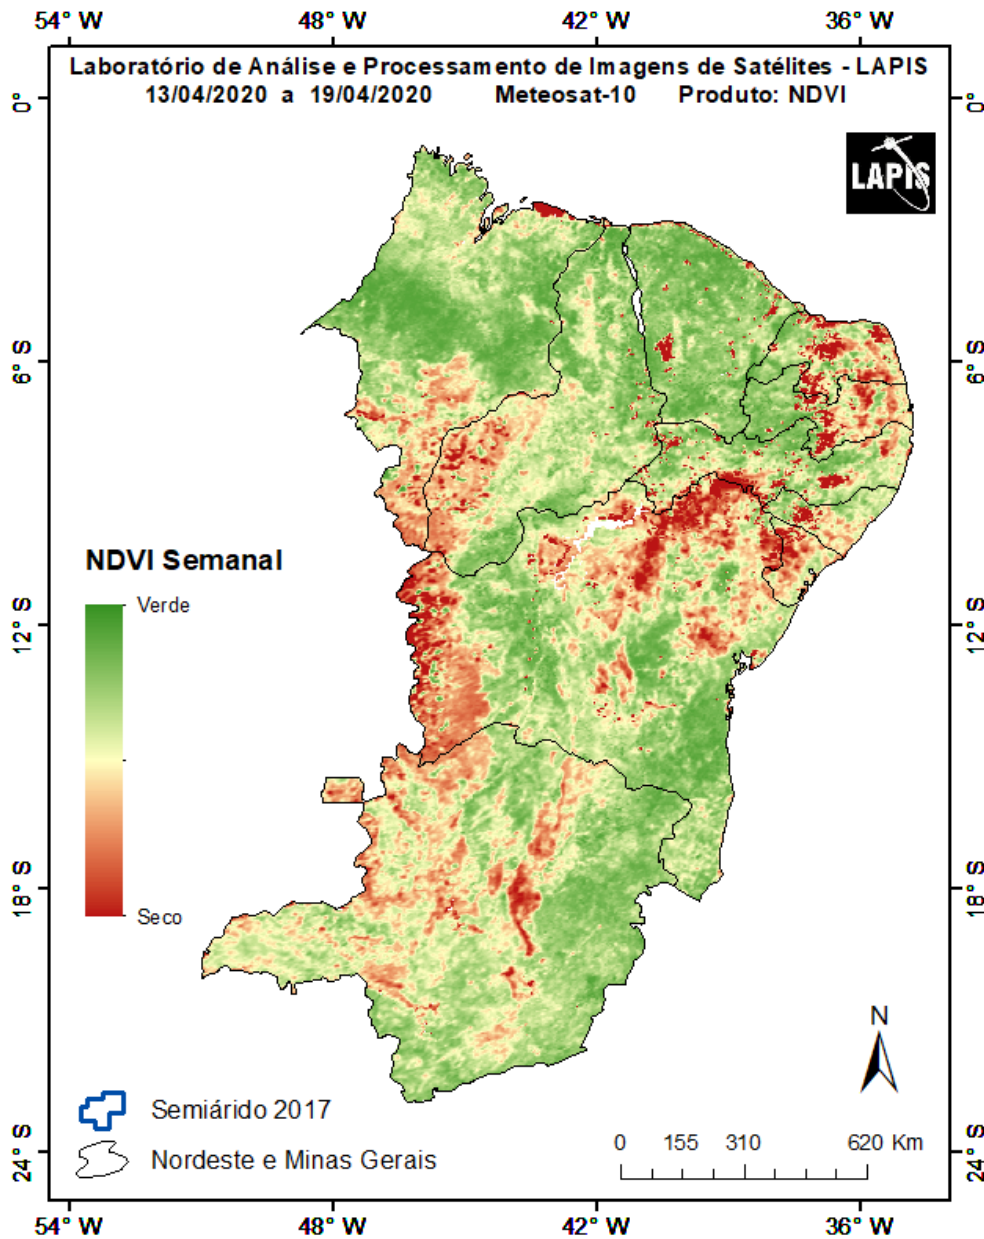 54° W 48° W 42° W 36° W
Laboratório de Análise e Processamento de Imagens de Satélites - LAPIS
13/04/2020 a 19/04/2020 Meteosat-10 Produto: NDVI
0° 0°
LAPIS
6° S 6° S
NDVI Semanal
Verde
12° S 12° S
18° S 18° S
Seco
N
Semiárido 2017
0 155 310 620 Km
Nordeste e Minas Gerais
24° S 24° S
54° W 48° W 42° W 36° W